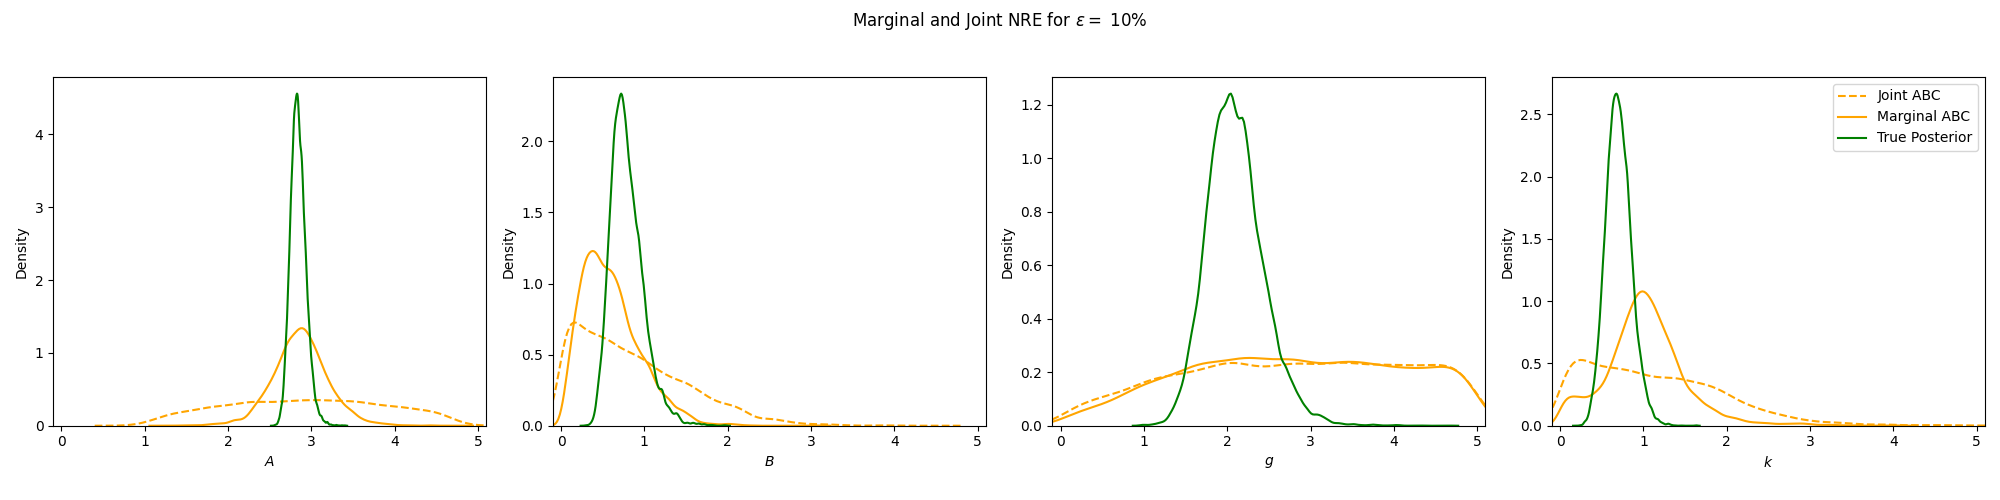 Marginal and Joint NRE for ε = 10%
Density
4
3
2
1
0
0 1 2 3 4 5
A
Density
2.0
1.5
1.0
0.5
0.0
0 1 2 3 4 5
B
Density
1.2
1.0
0.8
0.6
0.4
0.2
0.0
0 1 2 3 4 5
g
Density
2.5
2.0
1.5
1.0
0.5
0.0
0 1 2 3 4 5
k
Joint ABC
Marginal ABC
True Posterior